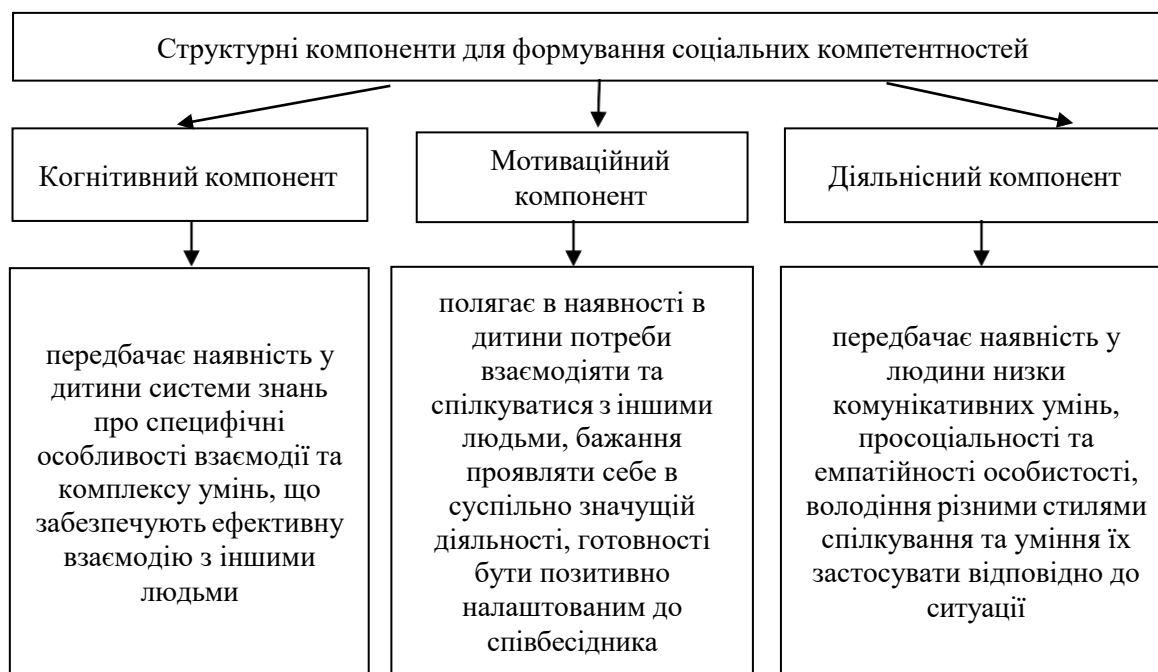 Структурні компоненти для формування соціальних компетентностей
Когнітивний компонент
Мотиваційний
компонент
Діяльнісний компонент
передбачає наявність у
дитини системи знань
про специфічні
особливості взаємодії та
комплексу умінь, що
забезпечують ефективну
взаємодію з іншими
людьми
полягає в наявності в
дитини потреби
взаємодіяти та
спілкуватися з іншими
людьми, бажання
проявляти себе в
суспільно значущій
діяльності, готовності
бути позитивно
налаштованим до
співбесідника
передбачає наявність у
людини низки
комунікативних умінь,
просоціальності та
емпатійності особистості,
володіння різними стилями
спілкування та уміння їх
застосувати відповідно до
ситуації